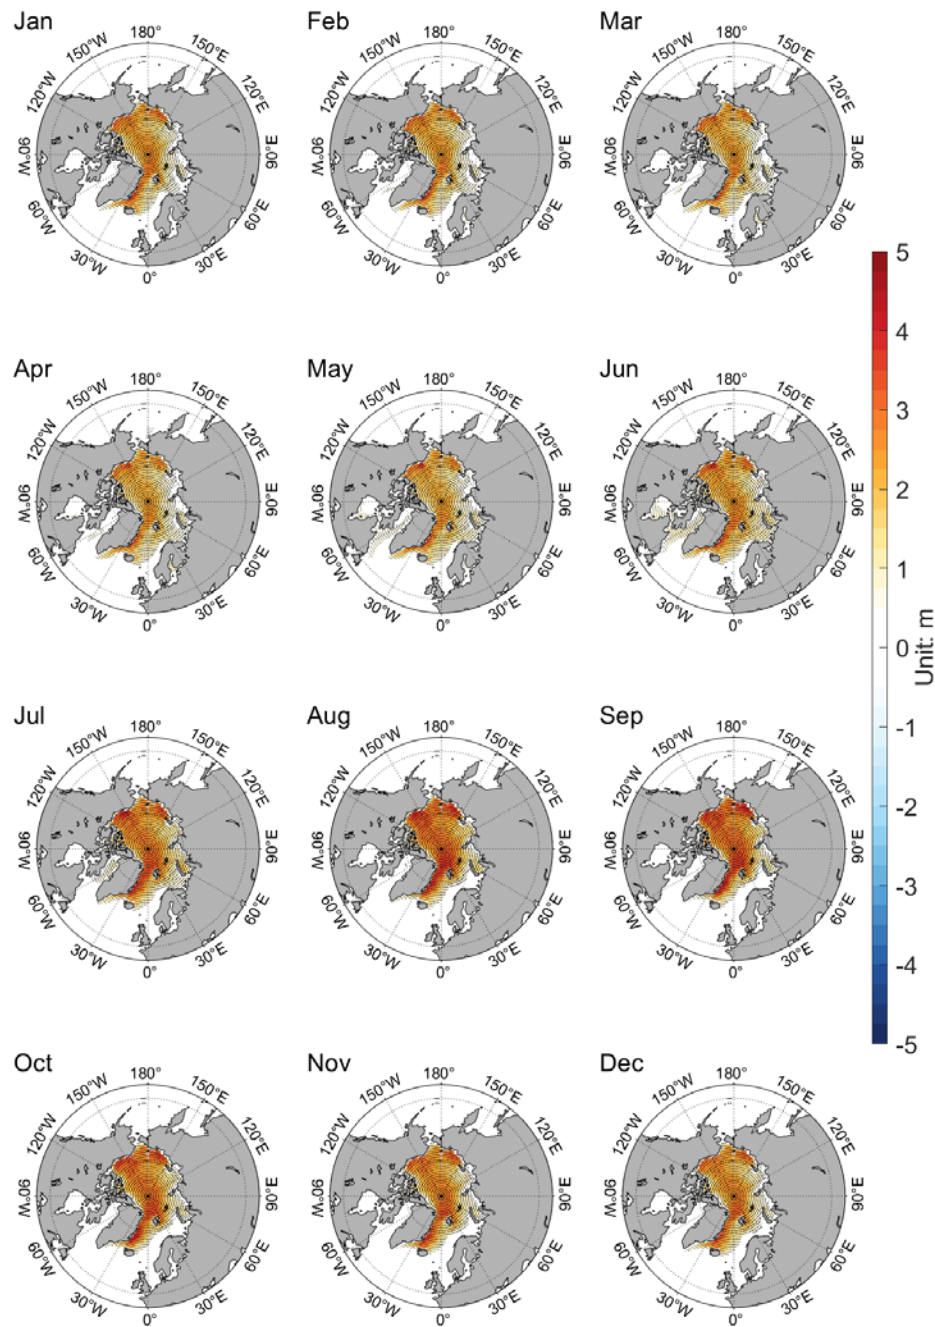 Jan
Feb
Mar
180°
150°W
150°E
120°W
120°E
90°W
90°E
60°W
60°E
30°W
30°E
0°
180°
150°W
150°E
120°W
120°E
90°W
90°E
60°W
60°E
30°W
30°E
0°
180°
150°W
150°E
120°W
120°E
90°W
90°E
60°W
60°E
30°W
30°E
0°
Apr
May
Jun
180°
150°W
150°E
120°W
120°E
90°W
90°E
60°W
60°E
30°W
30°E
0°
180°
150°W
150°E
120°W
120°E
90°W
90°E
60°W
60°E
30°W
30°E
0°
180°
150°W
150°E
120°W
120°E
90°W
90°E
60°W
60°E
30°W
30°E
0°
Jul
Aug
Sep
180°
150°W
150°E
120°W
120°E
90°W
90°E
60°W
60°E
30°W
30°E
0°
180°
150°W
150°E
120°W
120°E
90°W
90°E
60°W
60°E
30°W
30°E
0°
180°
150°W
150°E
120°W
120°E
90°W
90°E
60°W
60°E
30°W
30°E
0°
Oct
Nov
Dec
180°
150°W
150°E
120°W
120°E
90°W
90°E
60°W
60°E
30°W
30°E
0°
180°
150°W
150°E
120°W
120°E
90°W
90°E
60°W
60°E
30°W
30°E
0°
180°
150°W
150°E
120°W
120°E
90°W
90°E
60°W
60°E
30°W
30°E
0°
5
4
3
2
1
0
-1
-2
-3
-4
-5
Unit: m